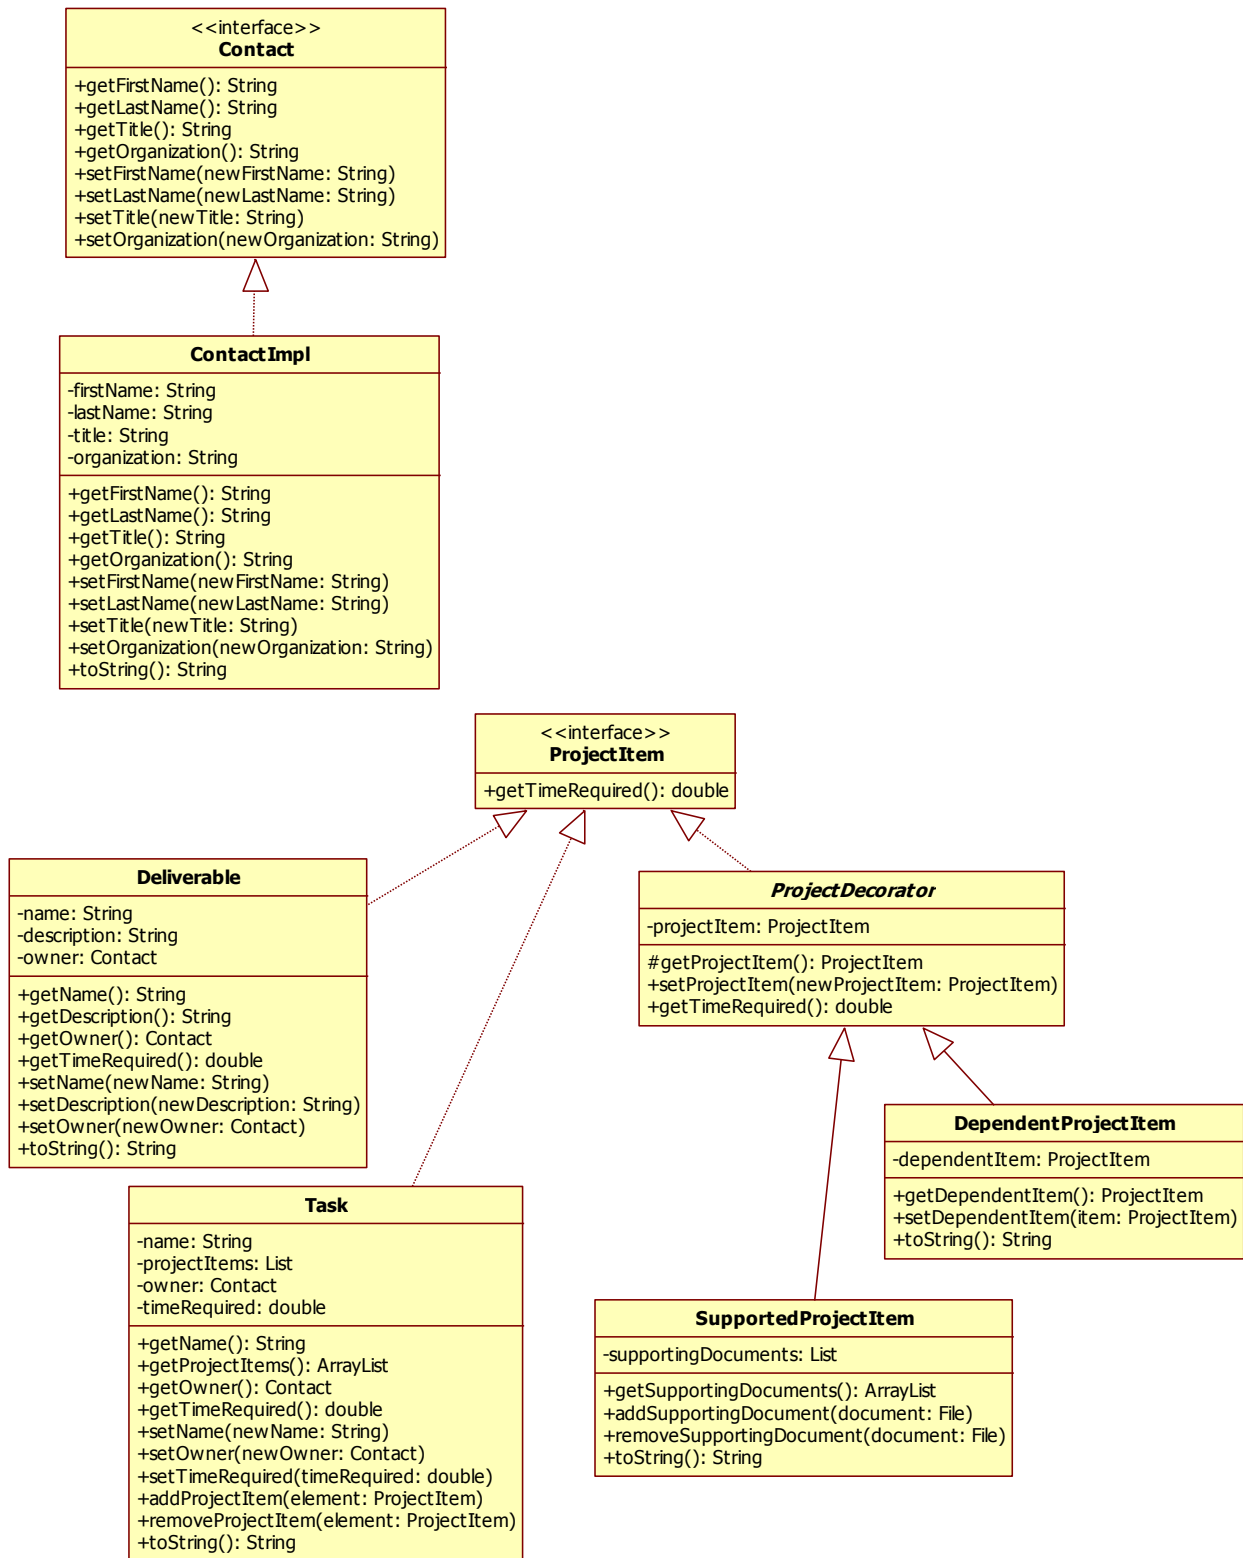 <<interface>>
Contact
+getFirstName(): String
+getLastName(): String
+getTitle(): String
+getOrganization(): String
+setFirstName(newFirstName: String)
+setLastName(newLastName: String)
+setTitle(newTitle: String)
+setOrganization(newOrganization: String)
ContactImpl
-firstName: String
-lastName: String
-title: String
-organization: String
+getFirstName(): String
+getLastName(): String
+getTitle(): String
+getOrganization(): String
+setFirstName(newFirstName: String)
+setLastName(newLastName: String)
+setTitle(newTitle: String)
+setOrganization(newOrganization: String)
+toString(): String
<<interface>>
ProjectItem
+getTimeRequired(): double
Deliverable
-name: String
-description: String
-owner: Contact
+getName(): String
+getDescription(): String
+getOwner(): Contact
+getTimeRequired(): double
+setName(newName: String)
+setDescription(newDescription: String)
+setOwner(newOwner: Contact)
+toString(): String
ProjectDecorator
-projectItem: ProjectItem
#getProjectItem(): ProjectItem
+setProjectItem(newProjectItem: ProjectItem)
+getTimeRequired(): double
DependentProjectItem
-dependentItem: ProjectItem
+getDependentItem(): ProjectItem
+setDependentItem(item: ProjectItem)
+toString(): String
Task
-name: String
-projectItems: List
-owner: Contact
-timeRequired: double
+getName(): String
+getProjectItems(): ArrayList
+getOwner(): Contact
+getTimeRequired(): double
+setName(newName: String)
+setOwner(newOwner: Contact)
+setTimeRequired(timeRequired: double)
+addProjectItem(element: ProjectItem)
+removeProjectItem(element: ProjectItem)
+toString(): String
SupportedProjectItem
-supportingDocuments: List
+getSupportingDocuments(): ArrayList
+addSupportingDocument(document: File)
+removeSupportingDocument(document: File)
+toString(): String